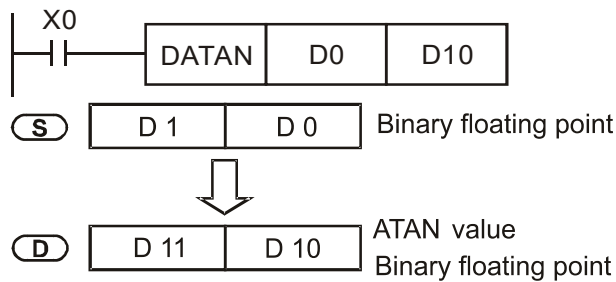 X0
DATAN D0 D10
S D 1 D 0 Binary floating point
D D 11 D 10 ATAN value
Binary floating point